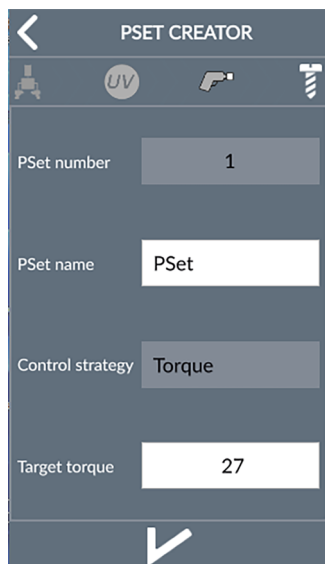 PSET CREATOR
UV
PSet number 1
PSet name PSet
Control strategy Torque
Target torque 27